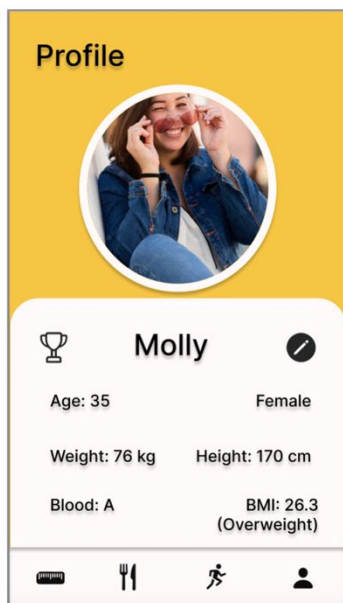 Profile
Molly
Age: 35
Female
Weight: 76 kg
Height: 170 cm
Blood: A
BMI: 26.3
(Overweight)